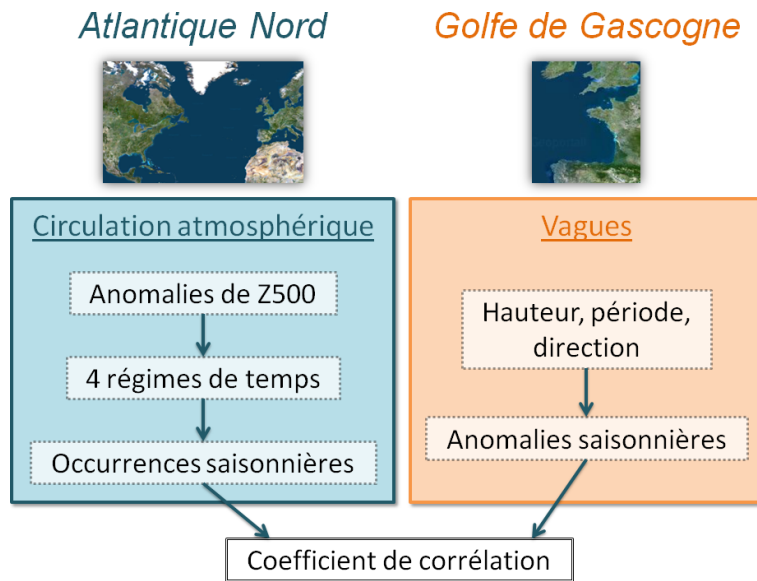 Atlantique Nord
Golfe de Gascogne
Circulation atmosphérique
Anomalies de Z500
4 régimes de temps
Occurrences saisonnières
Vagues
Hauteur, période,
direction
Anomalies saisonnières
Coefficient de corrélation